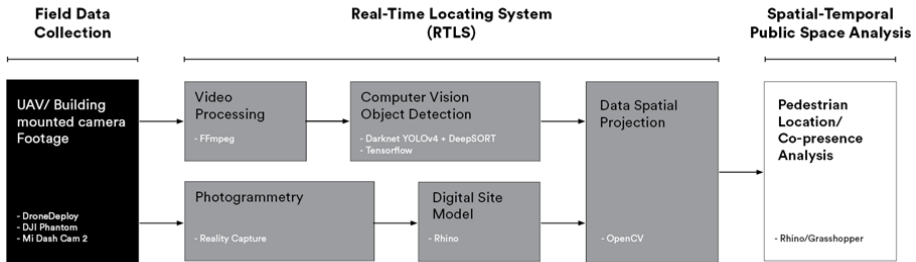 Field Data
Collection
Real-Time Locating System
(RTLS)
Spatial-Temporal
Public Space Analysis
UAV/ Building
mounted camera
Footage
- DroneDeploy
- DJI Phantom
- Mi Dash Cam 2
Video
Processing
- FFmpeg
Computer Vision
Object Detection
- Darknet YOLOv4 + DeepSORT
- Tensorflow
Photogrammetry
- Reality Capture
Digital Site
Model
- Rhino
Data Spatial
Projection
- OpenCV
Pedestrian
Location/
Co-presence
Analysis
- Rhino/Grasshopper